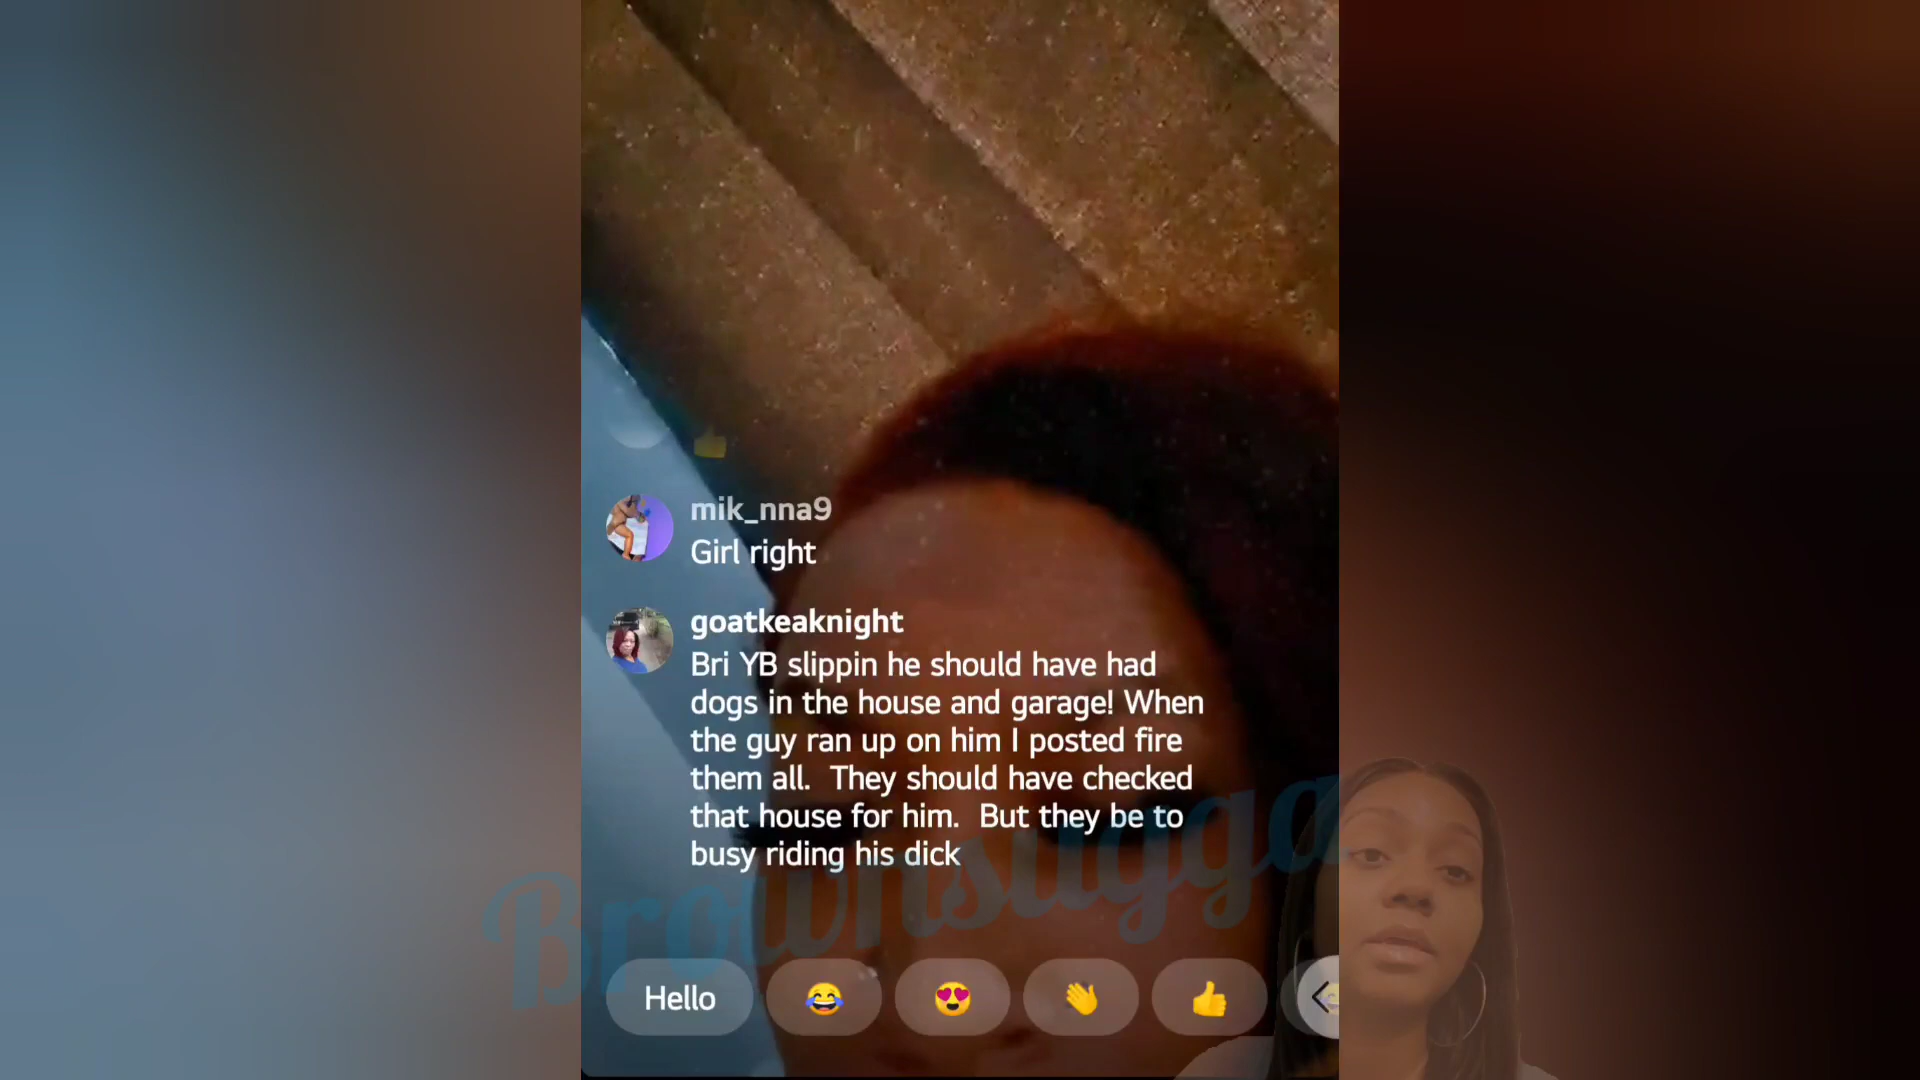 mik_nna9
Girl right
goatkeaknight
Bri YB slippin he should have had
dogs in the house and garage! When
the guy ran up on him I posted fire
them all.  They should have checked
that house for him.  But they be to
busy riding his dick
Brownsugga
Hello